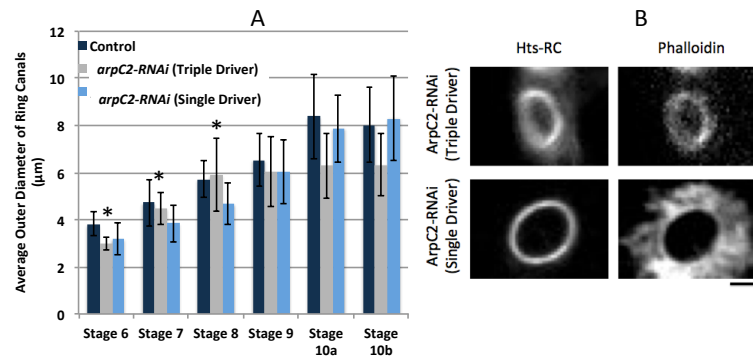 A
Average Outer Diameter of Ring Canals
(μm)
12
10
8
6
4
2
0
Control
arpC2-RNAi (Triple Driver)
arpC2-RNAi (Single Driver)
*
*
*
Stage 6
Stage 7
Stage 8
Stage 9
Stage
10a
Stage
10b
B
Hts-RC
Phalloidin
ArpC2-RNAi
(Triple Driver)
ArpC2-RNAi
(Single Driver)